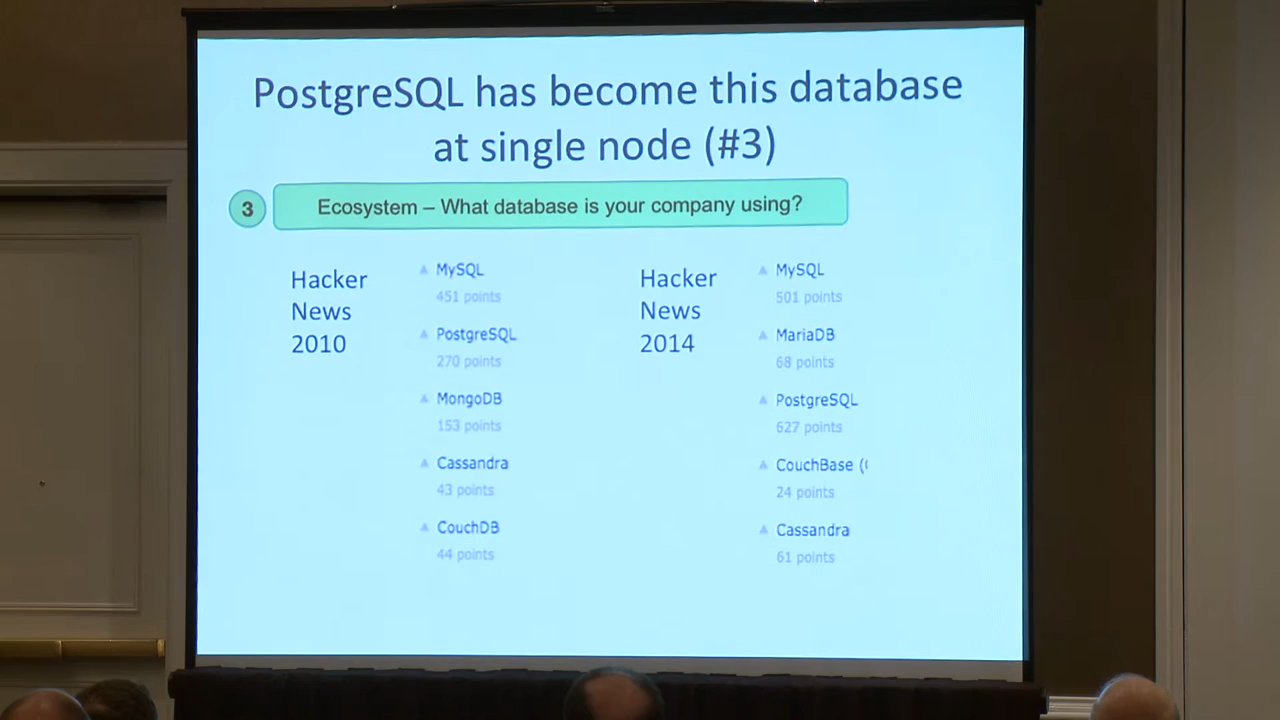 PostgreSQL has become this database
at single node (#3)
3
Ecosystem – What database is your company using?
Hacker
News
2010
MySQL
451 points
PostgreSQL
270 points
MongoDB
153 points
Cassandra
43 points
CouchDB
44 points
Hacker
News
2014
MySQL
501 points
MariaDB
68 points
PostgreSQL
627 points
CouchBase (
24 points
Cassandra
61 points